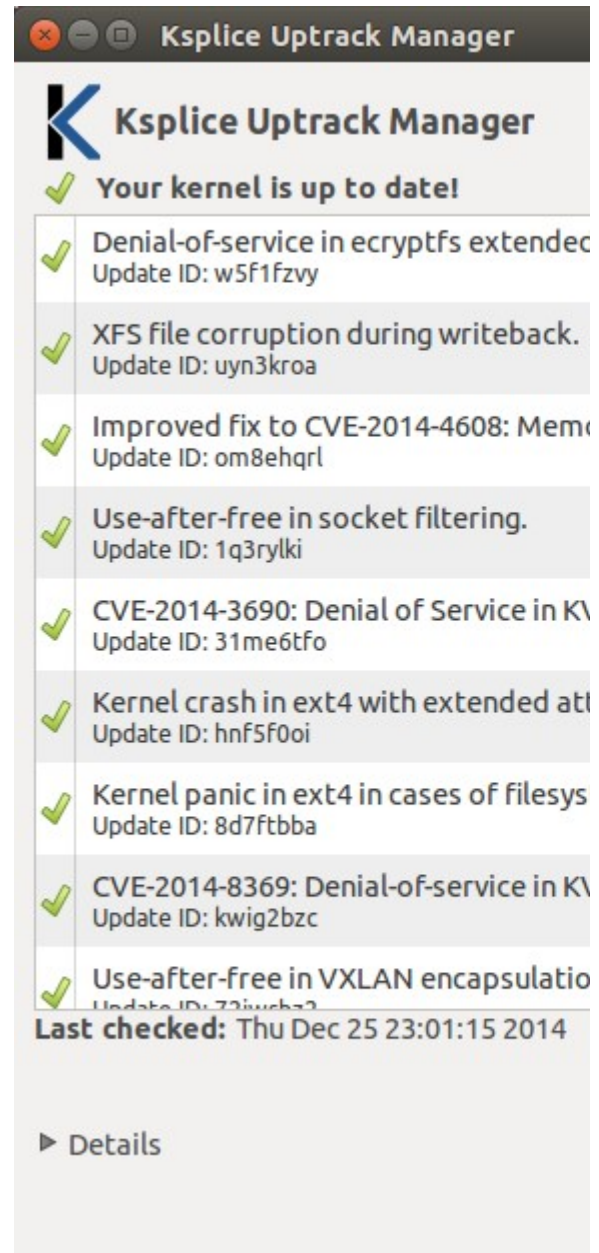 Ksplice Uptrack Manager
Ksplice Uptrack Manager
Your kernel is up to date!
Denial-of-service in ecryptfs extended
Update ID: w5f1fzvy
XFS file corruption during writeback.
Update ID: uyn3kroa
Improved fix to CVE-2014-4608: Memo
Update ID: om8ehqrl
Use-after-free in socket filtering.
Update ID: 1q3rylki
CVE-2014-3690: Denial of Service in KV
Update ID: 31me6tfo
Kernel crash in ext4 with extended att
Update ID: hnf5f0oi
Kernel panic in ext4 in cases of filesys
Update ID: 8d7ftbba
CVE-2014-8369: Denial-of-service in KV
Update ID: kwig2bzc
Use-after-free in VXLAN encapsulatio
Update ID:
Last checked: Thu Dec 25 23:01:15 2014
Details